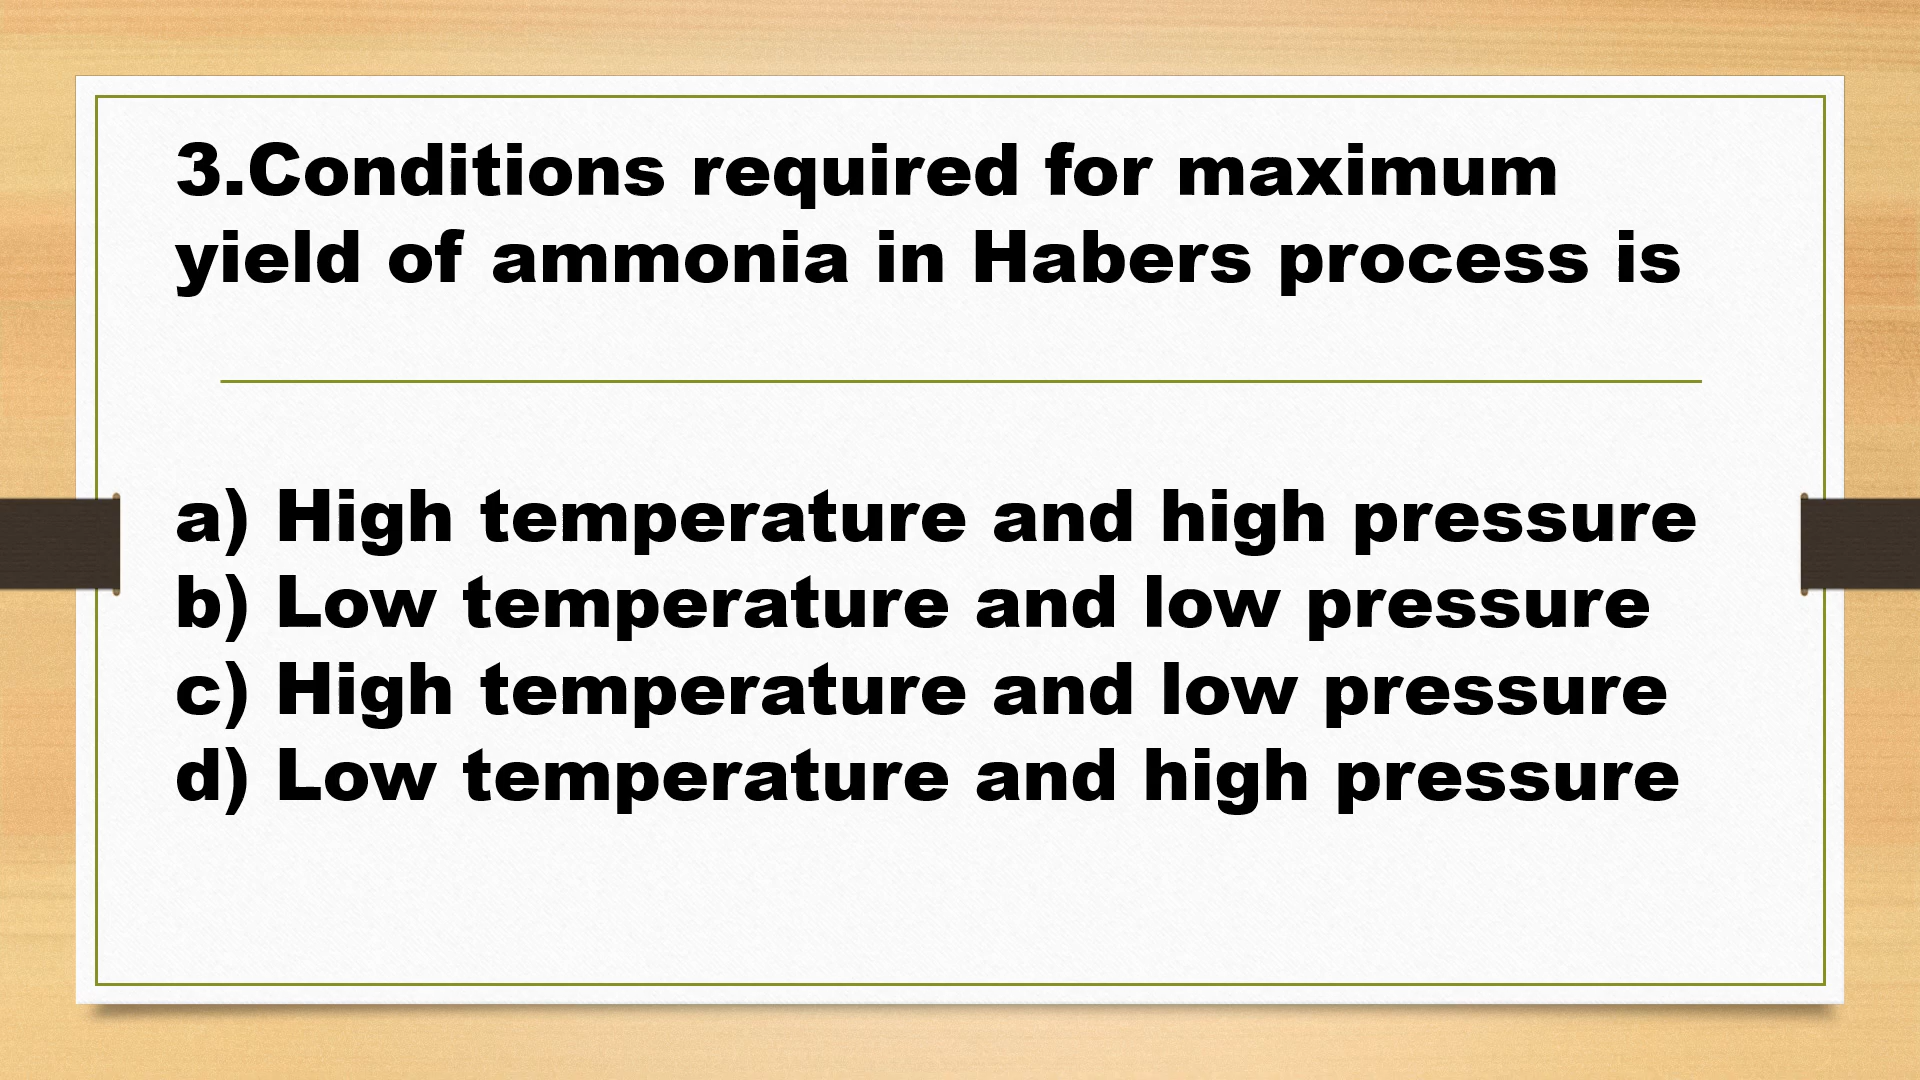 3.Conditions required for maximum
yield of ammonia in Habers process is
a) High temperature and high pressure
b) Low temperature and low pressure
c) High temperature and low pressure
d) Low temperature and high pressure